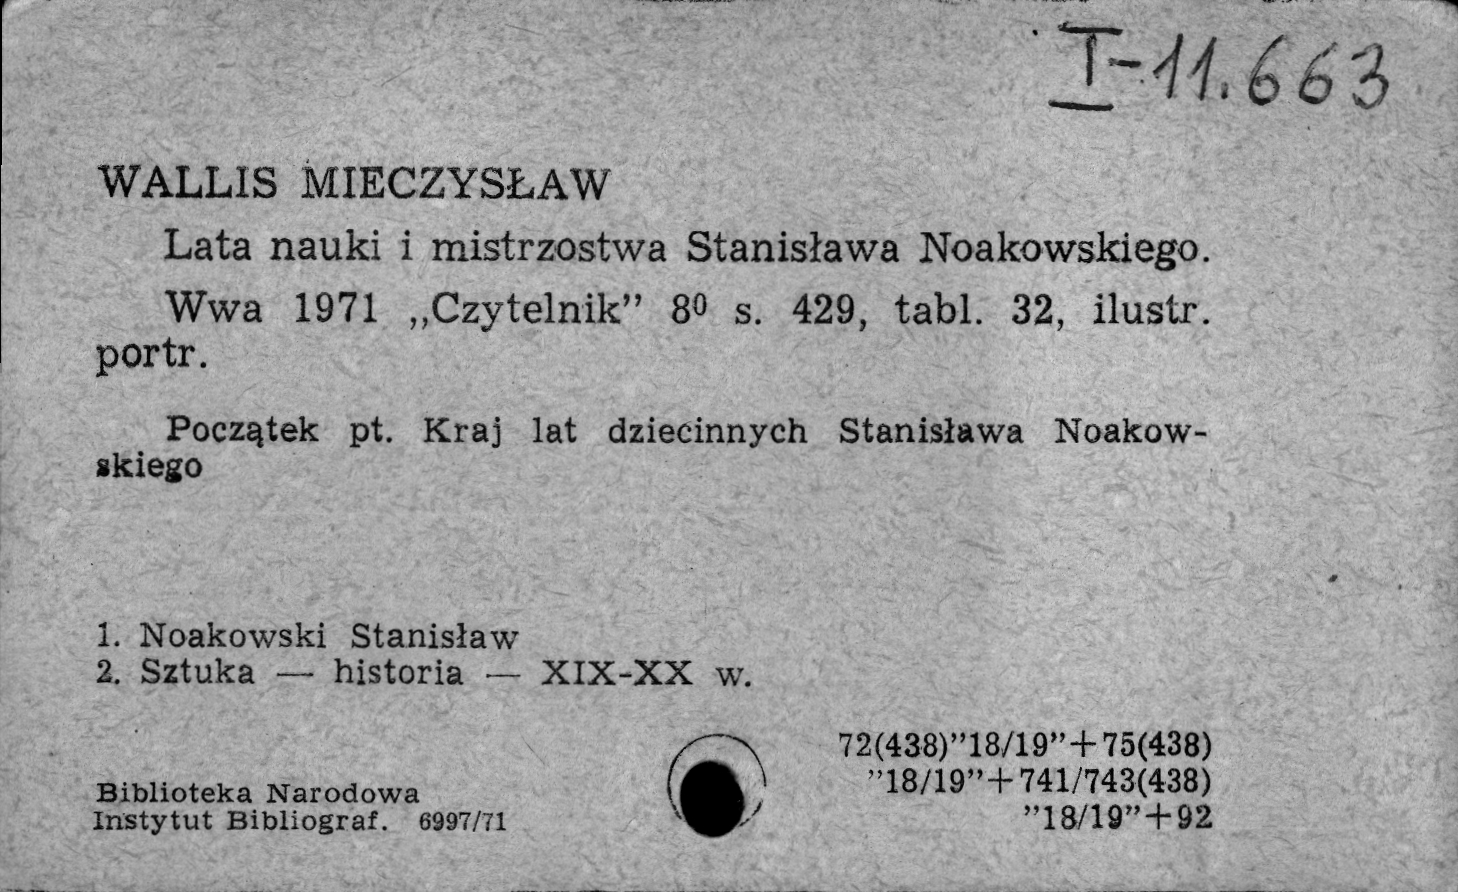 I-11.663
WALLIS MIECZYSŁAW
Lata nauki i mistrzostwa Stanisława Noakowskiego.
Wwa 1971 „Czytelnik” 8⁰ s. 429, tabl. 32, ilustr.
portr.
Początek pt. Kraj lat dziecinnych Stanisława Noakow-
skiego
1. Noakowski Stanisław
2. Sztuka — historia — XIX-XX w.
72(438)”18/19”+75(438)
”18/19”+741/743(438)
”18/19”+92
Biblioteka Narodowa
Instytut Bibliograf. 6997/71